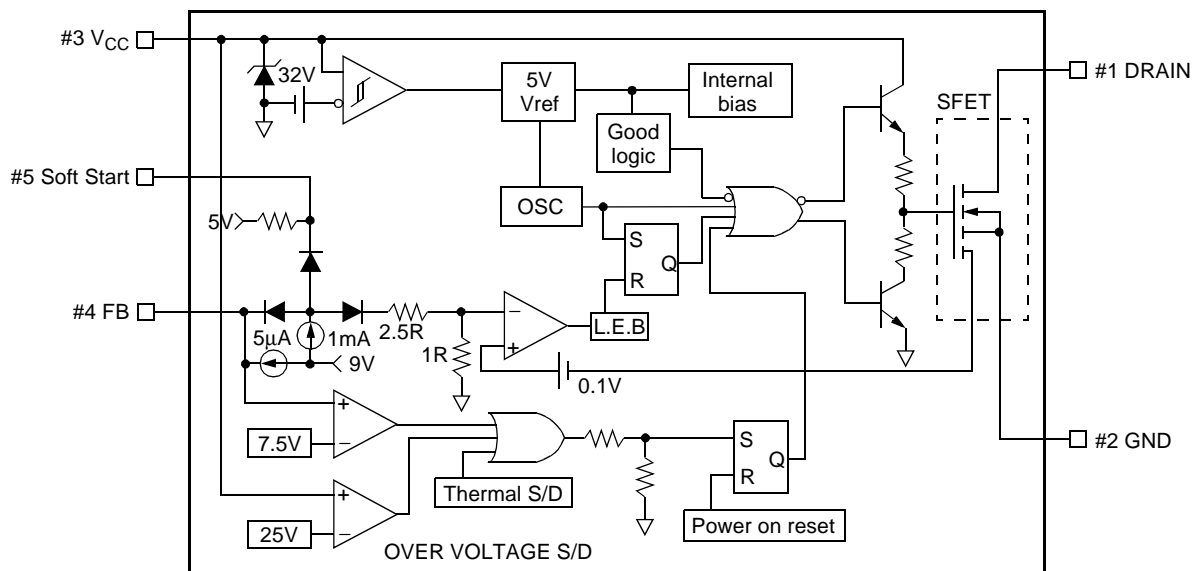 #3 VCC
32V
5V
Vref
Internal
bias
#1 DRAIN
SFET
Good
logic
#5 Soft Start
5V
OSC
S
Q
R
#4 FB
5μA
1mA
9V
2.5R
1R
−
+
L.E.B
0.1V
+
7.5V
−
Thermal S/D
S
Q
R
#2 GND
+
25V
−
Power on reset
OVER VOLTAGE S/D